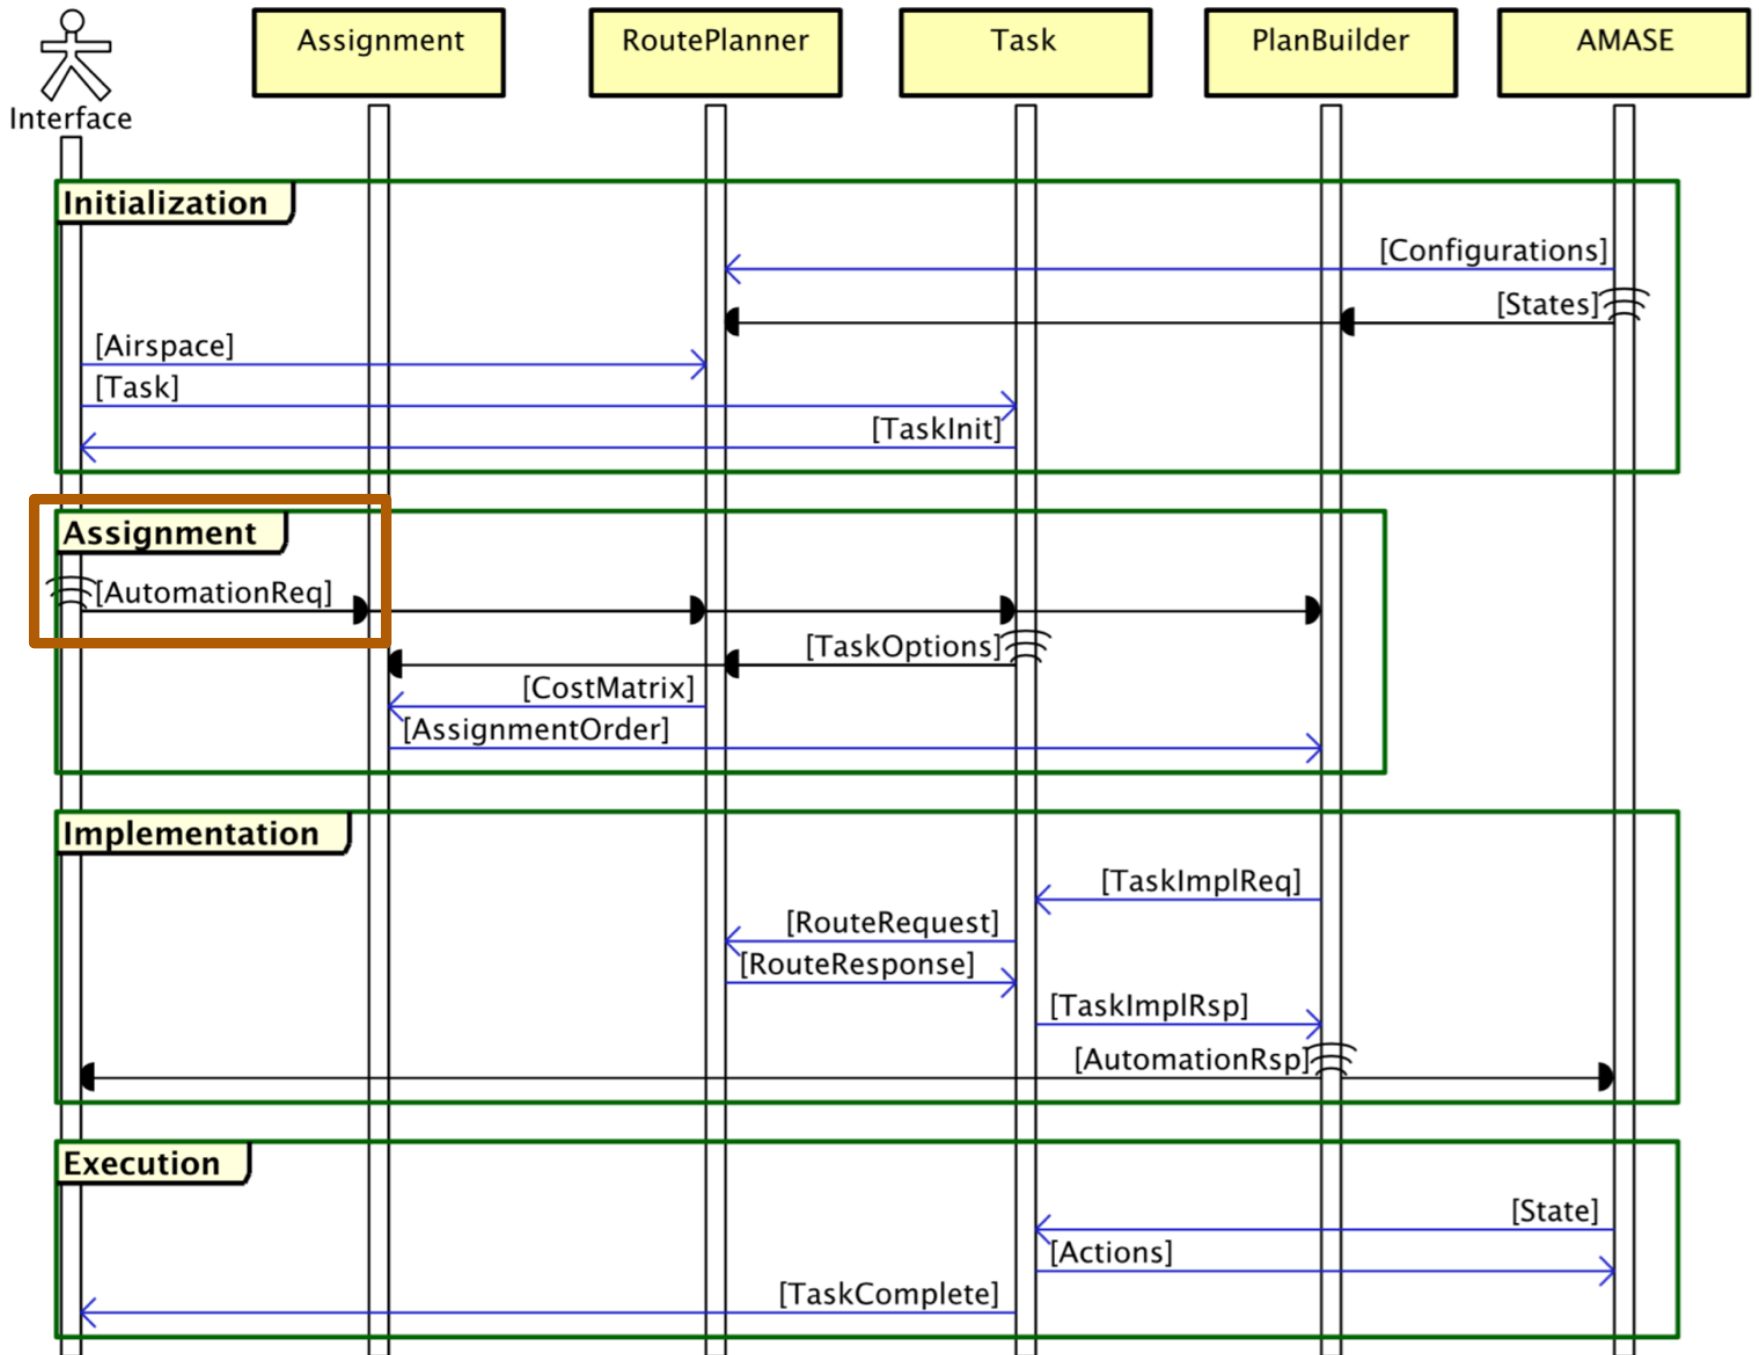 Interface
Assignment
RoutePlanner
Task
PlanBuilder
AMASE
Initialization
[Configurations]
[States]
[Airspace]
[Task]
[TaskInit]
Assignment
[AutomationReq]
[TaskOptions]
[CostMatrix]
[AssignmentOrder]
Implementation
[TaskImplReq]
[RouteRequest]
[RouteResponse]
[TaskImplRsp]
[AutomationRsp]
Execution
[State]
[Actions]
[TaskComplete]